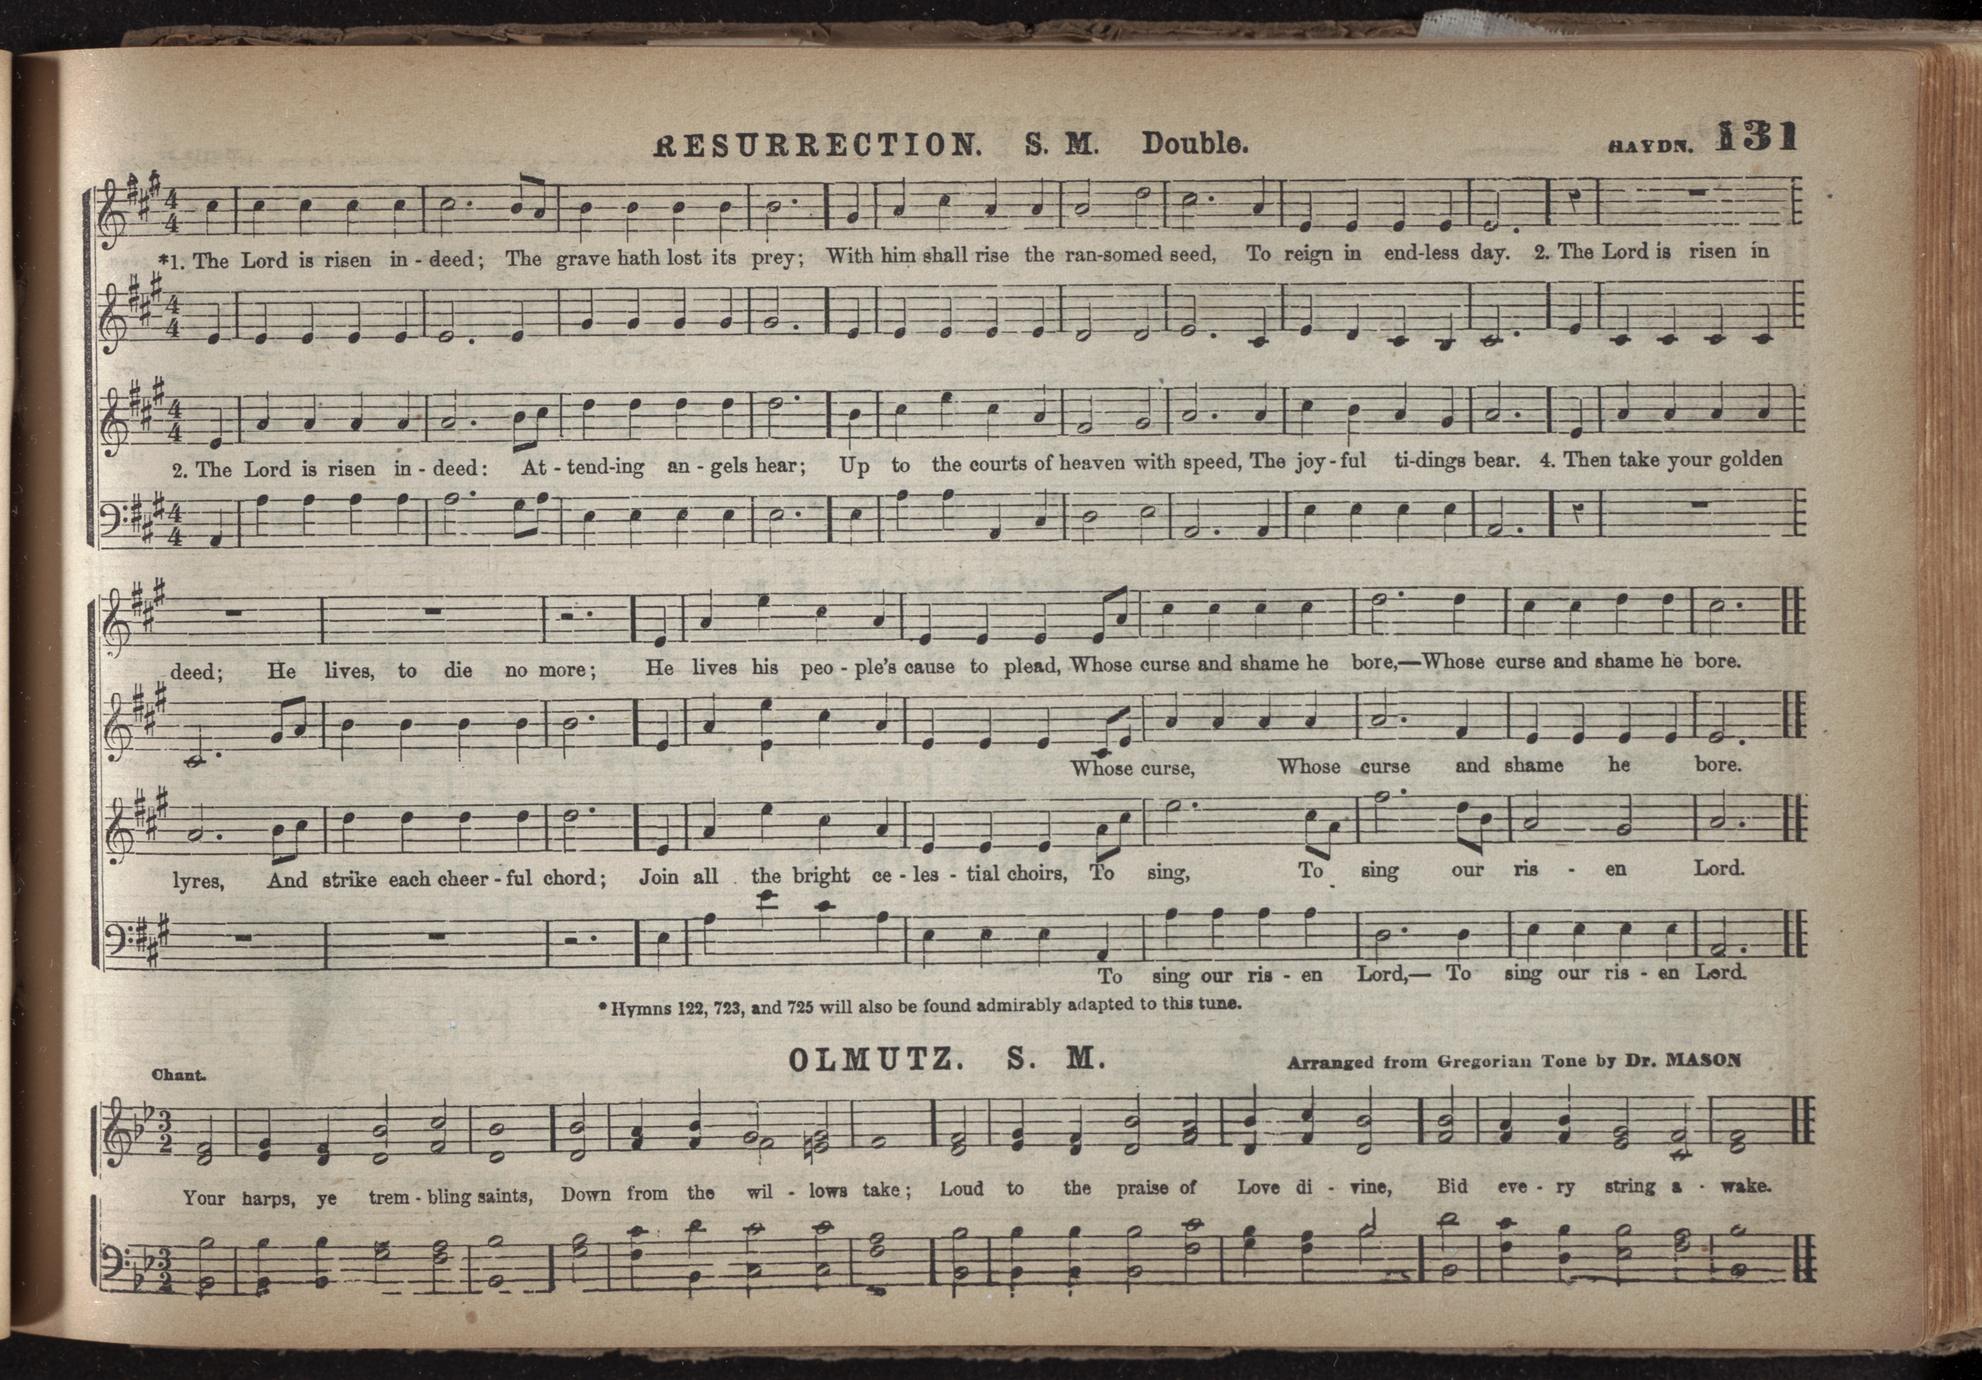 RESURRECTION. S. M. Double. HAYDN. 131
*1. The Lord is risen in - deed; The grave hath lost its prey; With him shall rise the ran-somed seed, To reign in end-less day. 2. The Lord is risen in
2. The Lord is risen in - deed: At - tend-ing an - gels hear; Up to the courts of heaven with speed, The joy - ful ti-dings bear. 4. Then take your golden
deed; He lives, to die no more; He lives his peo - ple's cause to plead, Whose curse and shame he bore,—Whose curse and shame he bore.
Whose curse, Whose curse and shame he bore.
lyres, And strike each cheer - ful chord; Join all the bright ce - les - tial choirs, To sing, To sing our ris - en Lord.
To sing our ris - en Lord,— To sing our ris - en Lord.
* Hymns 122, 723, and 725 will also be found admirably adapted to this tune.
OLMUTZ. S. M.
Chant. Arranged from Gregorian Tone by Dr. MASON
Your harps, ye trem - bling saints, Down from the wil - lows take; Loud to the praise of Love di - vine, Bid eve - ry string a - wake.